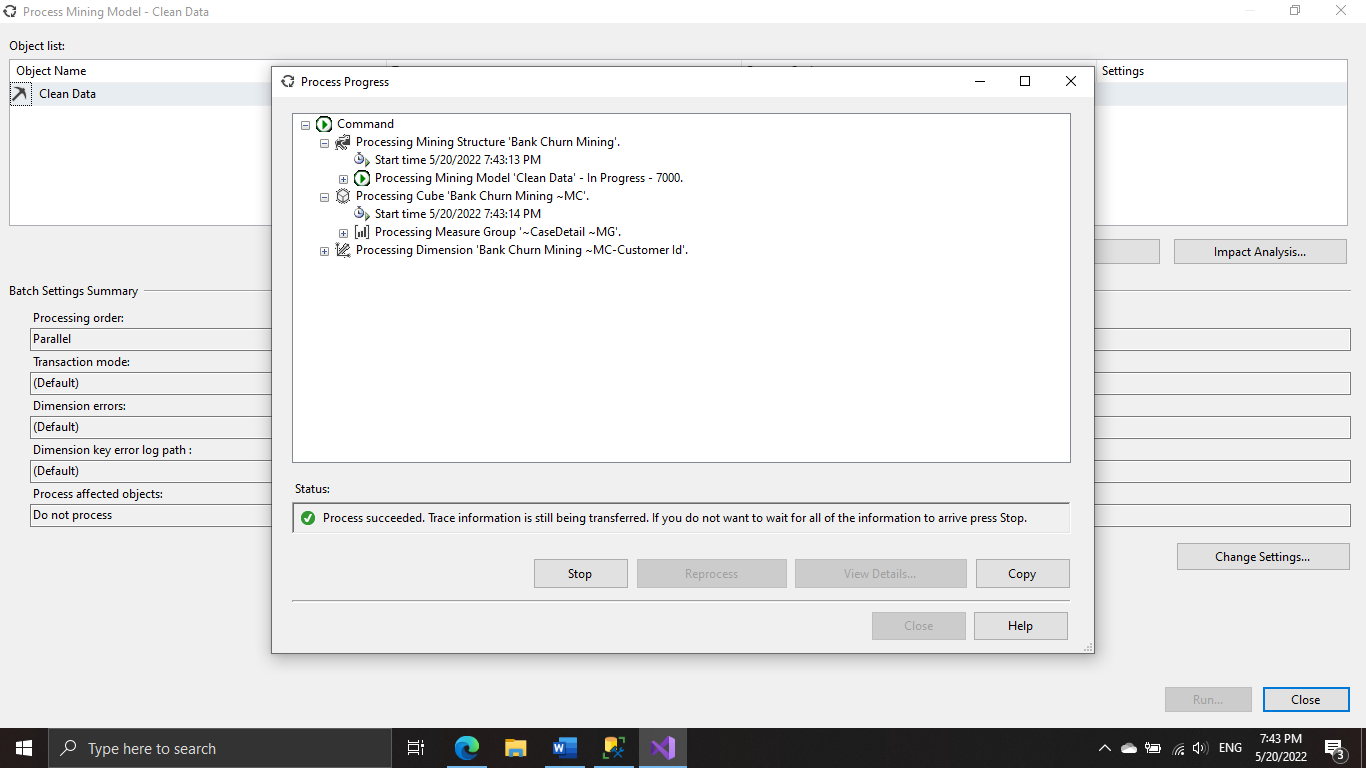 Process Mining Model - Clean Data
Object list:
Object Name
Settings
Clean Data
Process Progress
Command
Processing Mining Structure 'Bank Churn Mining'.
Start time 5/20/2022 7:43:13 PM
Processing Mining Model 'Clean Data' - In Progress - 7000.
Processing Cube 'Bank Churn Mining ~MC'.
Start time 5/20/2022 7:43:14 PM
Processing Measure Group '~CaseDetail ~MG'.
Processing Dimension 'Bank Churn Mining ~MC-Customer Id'.
Impact Analysis...
Batch Settings Summary
Processing order:
Parallel
Transaction mode:
(Default)
Dimension errors:
(Default)
Dimension key error log path :
(Default)
Process affected objects:
Do not process
Status:
Process succeeded. Trace information is still being transferred. If you do not want to wait for all of the information to arrive press Stop.
Change Settings...
Stop
Reprocess
View Details...
Copy
Close
Help
Run...
Close
Type here to search
ENG
7:43 PM
5/20/2022
3